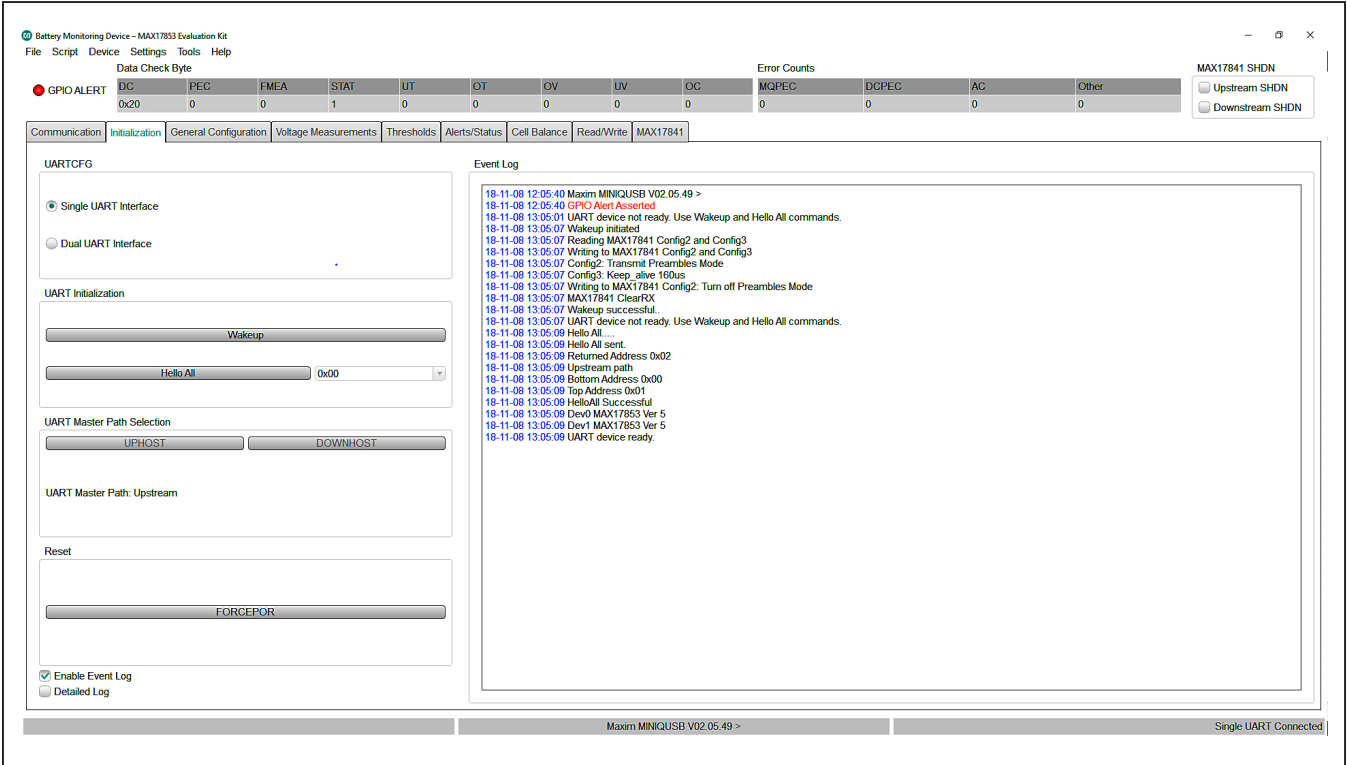 Battery Monitoring Device – MAX17853 Evaluation Kit
File Script Device Settings Tools Help
Data Check Byte
Error Counts
MAX17841 SHDN
GPIO ALERT
DC PEC FMEA STAT UT OT OV UV OC MQPEC DCPEC AC Other
0x20 0 0 1 0 0 0 0 0 0 0 0 0
Upstream SHDN
Downstream SHDN
Communication Initialization General Configuration Voltage Measurements Thresholds Alerts/Status Cell Balance Read/Write MAX17841
UARTCFG
Single UART Interface
Dual UART Interface
UART Initialization
Wakeup
Hello All 0x00
UART Master Path Selection
UPHOST DOWNHOST
UART Master Path: Upstream
Reset
FORCEPOR
Enable Event Log
Detailed Log
Event Log
18-11-08 12:05:40 Maxim MINIQUSB V02.05.49 >
18-11-08 12:05:40 GPIO Alert Asserted
18-11-08 13:05:01 UART device not ready. Use Wakeup and Hello All commands.
18-11-08 13:05:07 Wakeup initiated
18-11-08 13:05:07 Reading MAX17841 Config2 and Config3
18-11-08 13:05:07 Writing to MAX17841 Config2 and Config3
18-11-08 13:05:07 Config2: Transmit Preambles Mode
18-11-08 13:05:07 Config3: Keep_alive 160us
18-11-08 13:05:07 Writing to MAX17841 Config2: Turn off Preambles Mode
18-11-08 13:05:07 MAX17841 ClearRX
18-11-08 13:05:07 Wakeup successful..
18-11-08 13:05:07 UART device not ready. Use Wakeup and Hello All commands.
18-11-08 13:05:09 Hello All.....
18-11-08 13:05:09 Hello All sent.
18-11-08 13:05:09 Returned Address 0x02
18-11-08 13:05:09 Upstream path
18-11-08 13:05:09 Bottom Address 0x00
18-11-08 13:05:09 Top Address 0x01
18-11-08 13:05:09 HelloAll Successful
18-11-08 13:05:09 Dev0 MAX17853 Ver 5
18-11-08 13:05:09 Dev1 MAX17853 Ver 5
18-11-08 13:05:09 UART device ready.
Maxim MINIQUSB V02.05.49 >
Single UART Connected